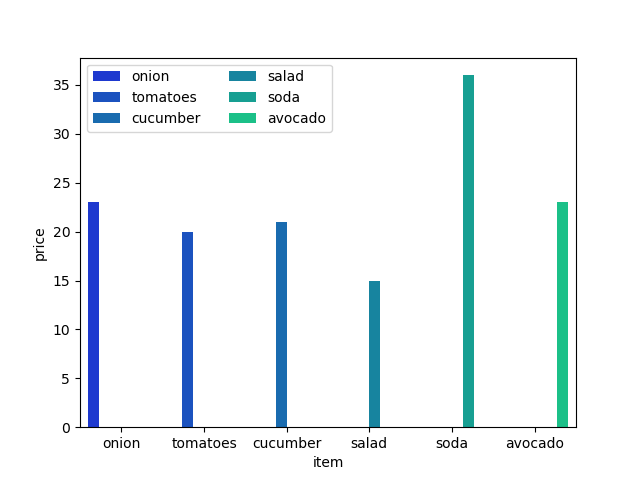 onion
tomatoes
cucumber
salad
soda
avocado
35
30
25
20
15
10
5
0
price
onion tomatoes cucumber salad soda avocado
item